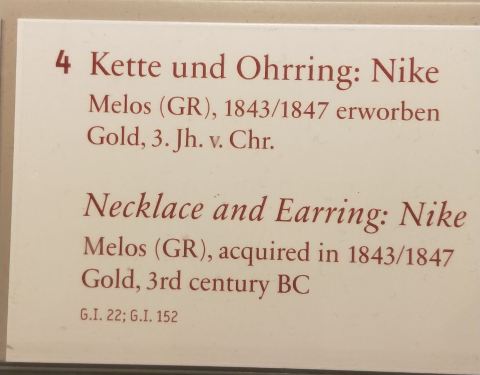 4 Kette und Ohrring: Nike
Melos (GR), 1843/1847 erworben
Gold, 3. Jh. v. Chr.
Necklace and Earring: Nike
Melos (GR), acquired in 1843/1847
Gold, 3rd century BC
G.I. 22; G.I. 152